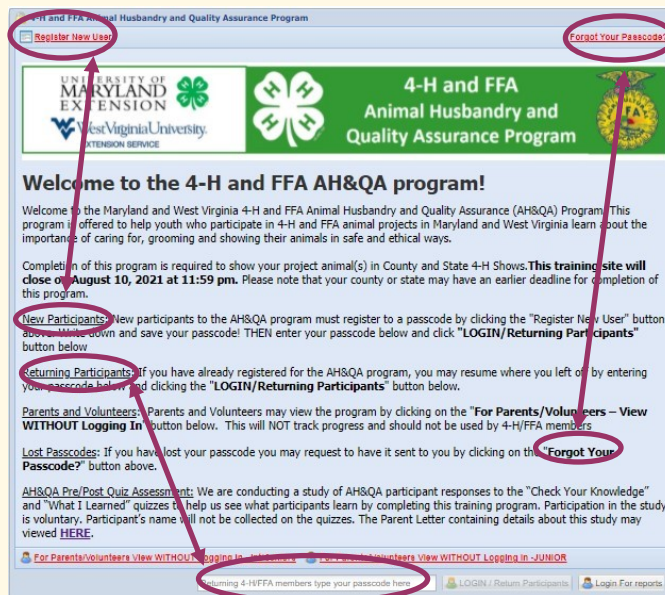 4-H and FFA Animal Husbandry and Quality Assurance Program
Register New User
Forgot Your Passcode?
UNIVERSITY OF
MARYLAND
EXTENSION
WestVirginiaUniversity.
EXTENSION SERVICE
H H H H
4-H and FFA
Animal Husbandry and
Quality Assurance Program
FFA
Welcome to the 4-H and FFA AH&QA program!
Welcome to the Maryland and West Virginia 4-H and FFA Animal Husbandry and Quality Assurance (AH&QA) Program. This
program is offered to help youth who participate in 4-H and FFA animal projects in Maryland and West Virginia learn about the
importance of caring for, grooming and showing their animals in safe and ethical ways.
Completion of this program is required to show your project animal(s) in County and State 4-H Shows.This training site will
close on August 10, 2021 at 11:59 pm. Please note that your county or state may have an earlier deadline for completion of
this program.
New Participants: New participants to the AH&QA program must register to a passcode by clicking the "Register New User" button
above. Write down and save your passcode! THEN enter your passcode below and click "LOGIN/Returning Participants"
button below
Returning Participants: If you have already registered for the AH&QA program, you may resume where you left off by entering
your passcode below and clicking the "LOGIN/Returning Participants" button below.
Parents and Volunteers: Parents and Volunteers may view the program by clicking on the "For Parents/Volunteers – View
WITHOUT Logging In" button below. This will NOT track progress and should not be used by 4-H/FFA members
Lost Passcodes: If you have lost your passcode you may request to have it sent to you by clicking on the "Forgot Your
Passcode?" button above.
AH&QA Pre/Post Quiz Assessment: We are conducting a study of AH&QA participant responses to the "Check Your Knowledge"
and "What I Learned" quizzes to help us see what participants learn by completing this training program. Participation in the study
is voluntary. Participant's name will not be collected on the quizzes. The Parent Letter containing details about this study may
viewed HERE.
For Parents/Volunteers View WITHOUT Logging In - For Parents/Volunteers View WITHOUT Logging In -JUNIOR
Returning 4-H/FFA members type your passcode here LOGIN / Return Participants Login For reports